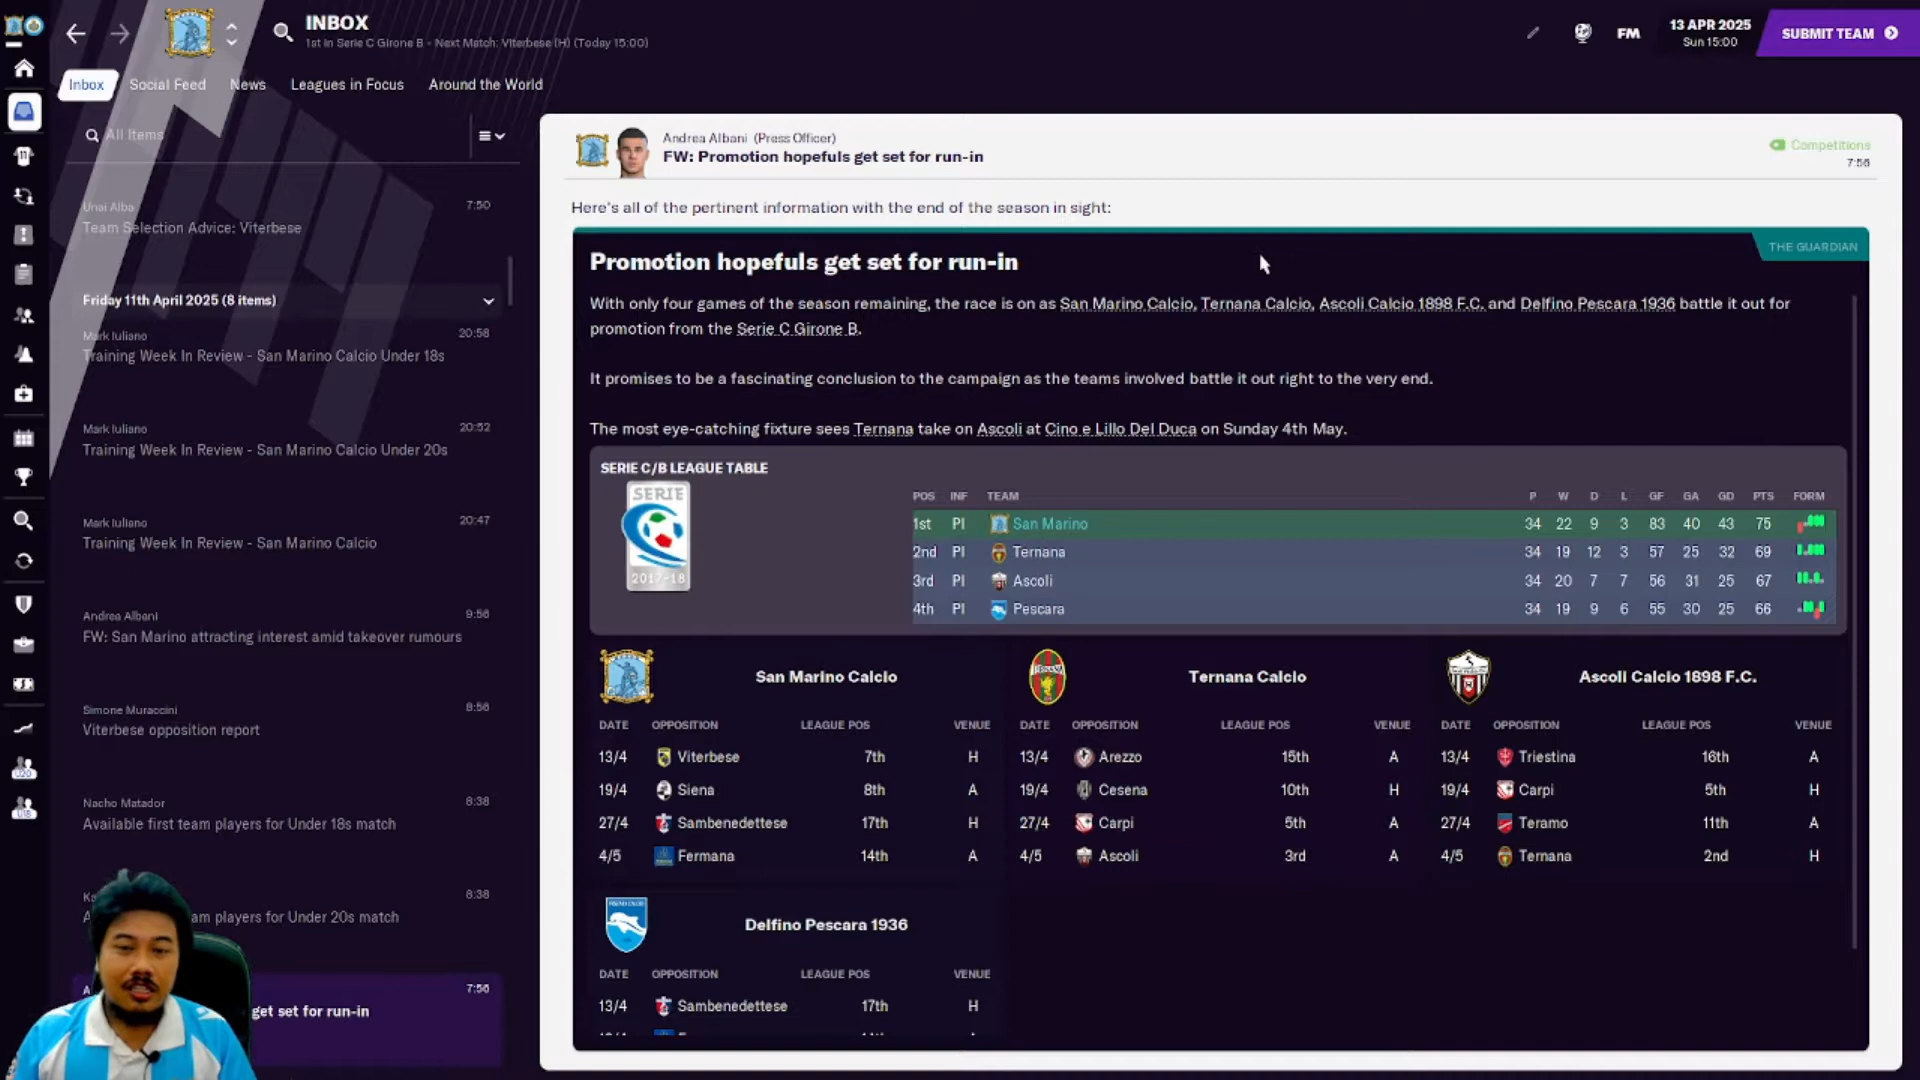 INBOX
1st in Serie C Girone B - Next Match: Viterbese (H) (Today 15:00)
FM
13 APR 2025
Sun 15:00
SUBMIT TEAM
Inbox Social Feed News Leagues in Focus Around the World
All Items
Unai Alba 7:50
Team Selection Advice: Viterbese
Friday 11th April 2025 (8 items)
Mark Iuliano 20:58
Training Week In Review - San Marino Calcio Under 18s
Mark Iuliano 20:52
Training Week In Review - San Marino Calcio Under 20s
Mark Iuliano 20:47
Training Week In Review - San Marino Calcio
Andrea Albani 9:56
FW: San Marino attracting interest amid takeover rumours
Simone Muraccini 8:56
Viterbese opposition report
Nacho Matador 8:38
Available first team players for Under 18s match
8:38
am players for Under 20s match
7:56
get set for run-in
U20
U18
Andrea Albani (Press Officer)
FW: Promotion hopefuls get set for run-in
Competitions
7:56
Here's all of the pertinent information with the end of the season in sight:
THE GUARDIAN
Promotion hopefuls get set for run-in
With only four games of the season remaining, the race is on as San Marino Calcio, Ternana Calcio, Ascoli Calcio 1898 F.C. and Delfino Pescara 1936 battle it out for
promotion from the Serie C Girone B.
It promises to be a fascinating conclusion to the campaign as the teams involved battle it out right to the very end.
The most eye-catching fixture sees Ternana take on Ascoli at Cino e Lillo Del Duca on Sunday 4th May.
SERIE C/B LEAGUE TABLE
SERIE
2017-18
POS INF TEAM P W D L GF GA GD PTS FORM
1st PI San Marino 34 22 9 3 83 40 43 75
2nd PI Ternana 34 19 12 3 57 25 32 69
3rd PI Ascoli 34 20 7 7 56 31 25 67
4th PI Pescara 34 19 9 6 55 30 25 66
San Marino Calcio
DATE OPPOSITION LEAGUE POS VENUE
13/4 Viterbese 7th H
19/4 Siena 8th A
27/4 Sambenedettese 17th H
4/5 Fermana 14th A
Ternana Calcio
DATE OPPOSITION LEAGUE POS VENUE
13/4 Arezzo 15th A
19/4 Cesena 10th H
27/4 Carpi 5th A
4/5 Ascoli 3rd A
Ascoli Calcio 1898 F.C.
DATE OPPOSITION LEAGUE POS VENUE
13/4 Triestina 16th A
19/4 Carpi 5th H
27/4 Teramo 11th A
4/5 Ternana 2nd H
Delfino Pescara 1936
DATE OPPOSITION LEAGUE POS VENUE
13/4 Sambenedettese 17th H